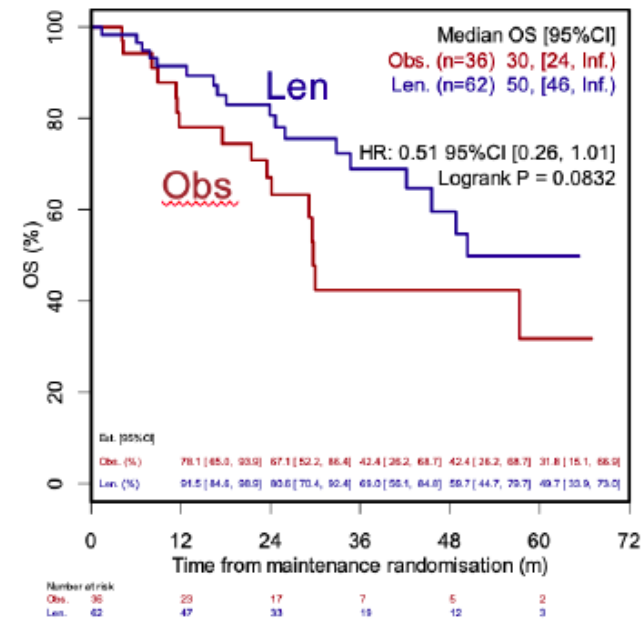 Median OS [95%CI]
Obs. (n=36) 30, [24, Inf.)
Len. (n=62) 50, [46, Inf.)
HR: 0.51 95%CI [0.26, 1.01]
Logrank P = 0.0832
Len
Obs
OS (%)
100
80
60
40
20
0
Est. [95%CI]
Obs. (%) 78.1 [65.0, 93.9] 67.1 [52.2, 86.4] 42.4 [26.2, 68.7] 42.4 [26.2, 68.7] 31.8 [15.1, 66.9]
Len. (%) 91.5 [84.6, 98.9] 80.6 [70.4, 92.4] 69.0 [56.1, 84.8] 59.7 [44.7, 79.7] 49.7 [33.9, 73.0]
0 12 24 36 48 60 72
Time from maintenance randomisation (m)
Number at risk
Obs. 36 23 17 7 5 2
Len. 62 47 33 19 12 3